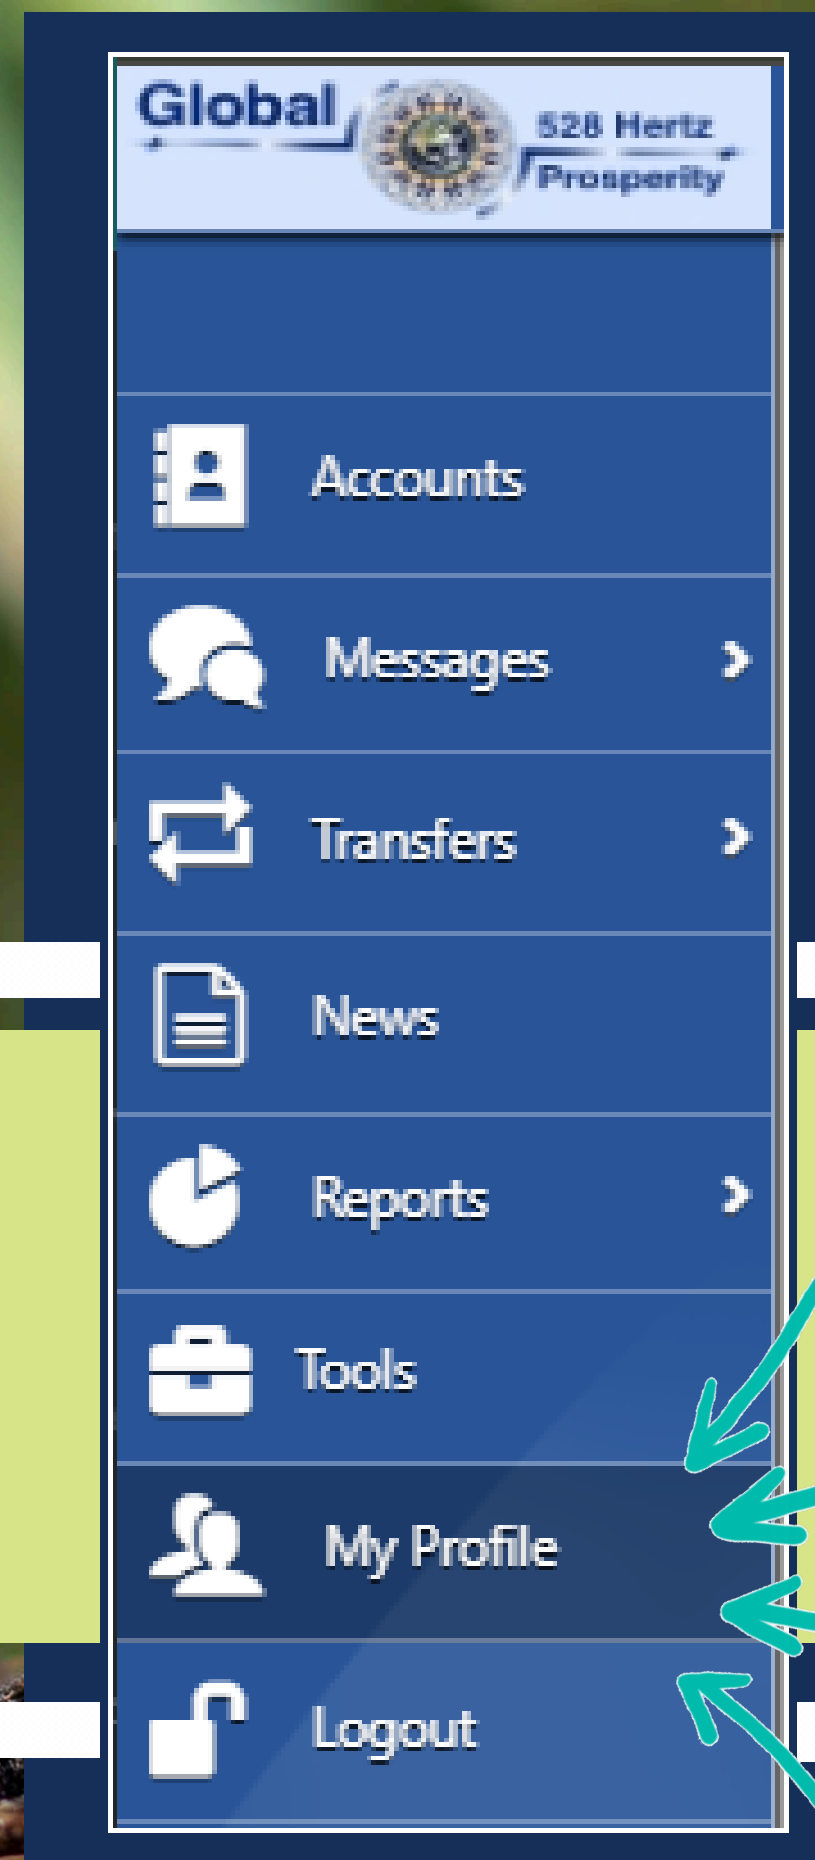 Global
528 Hertz
Prosperity
Accounts
Messages
Transfers
News
Reports
Tools
My Profile
Logout